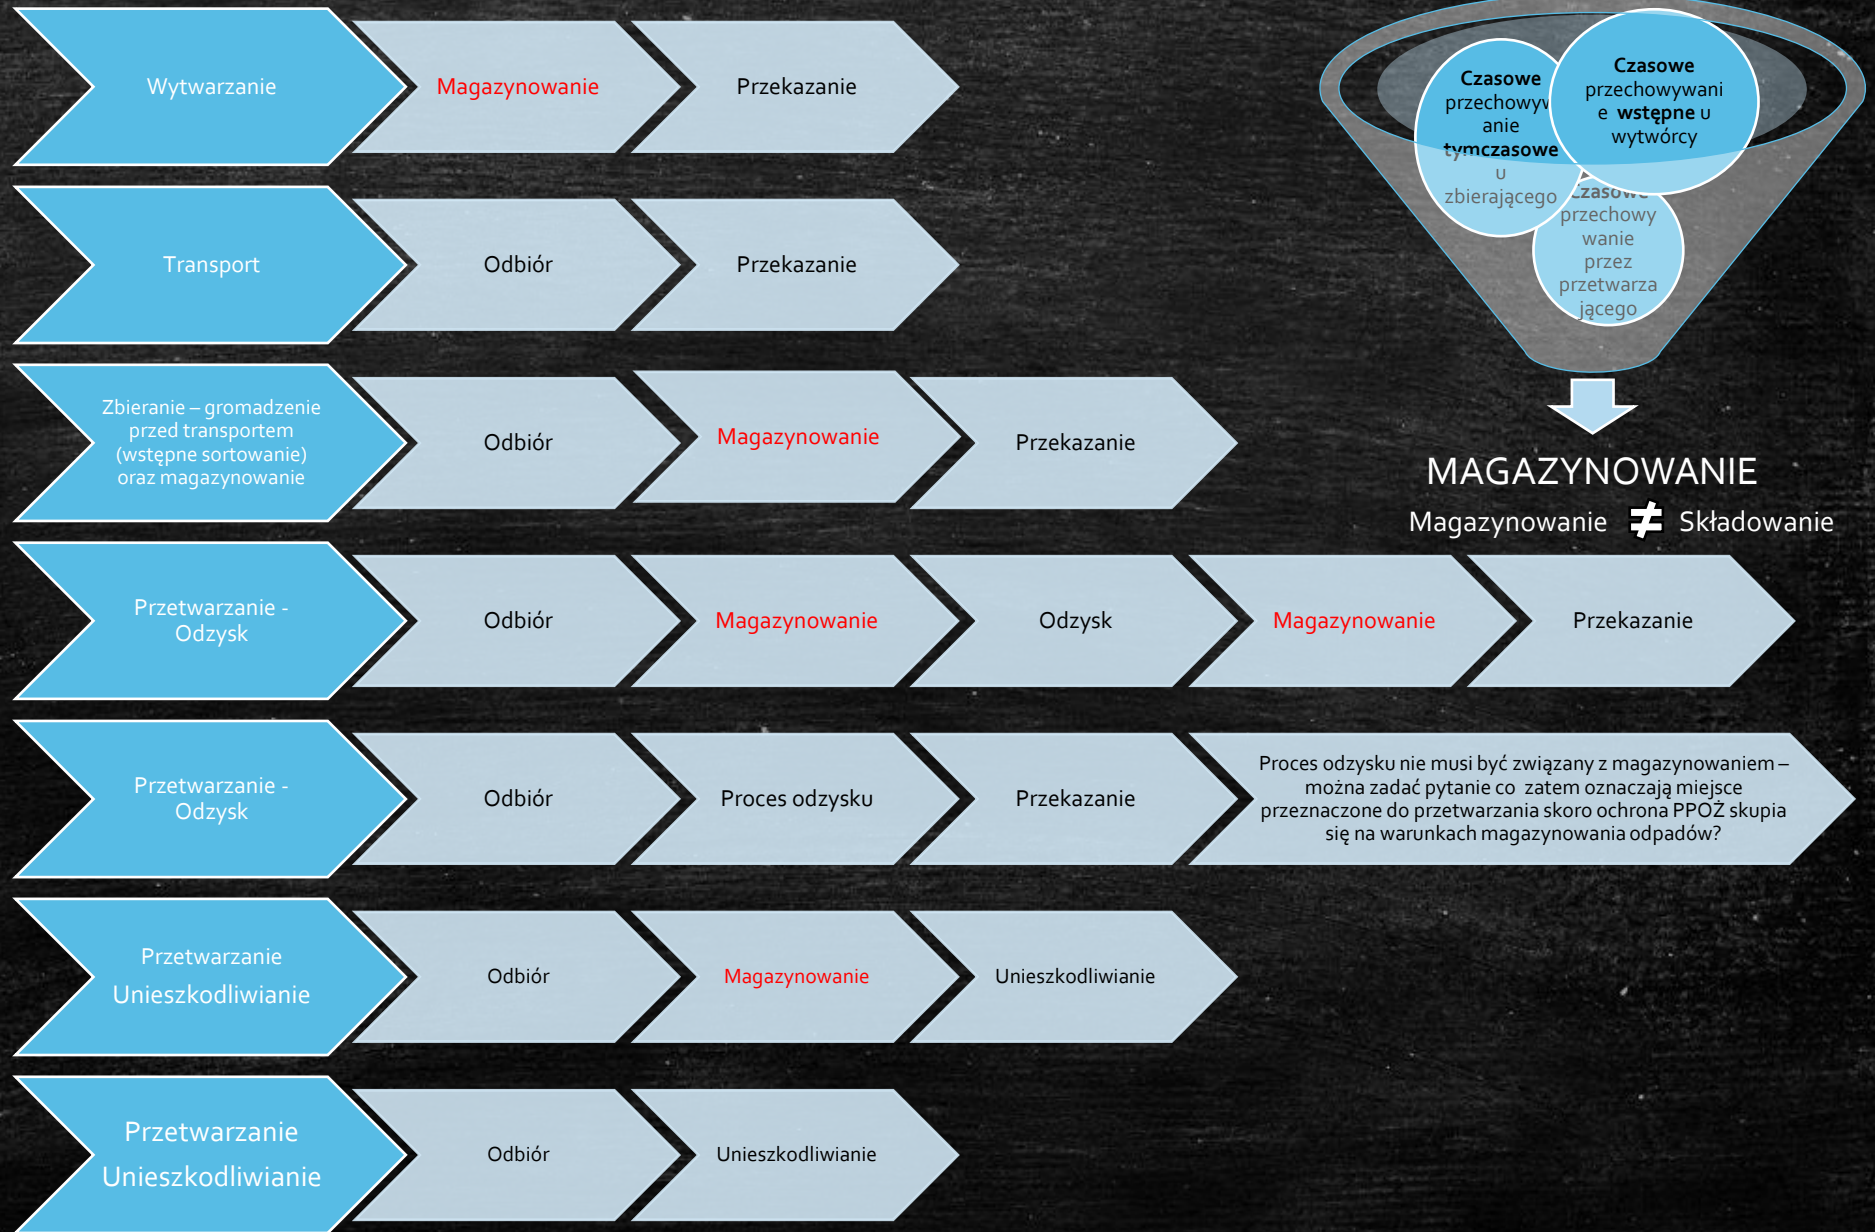 Wytwarzanie
Magazynowanie
Przekazanie
Transport
Odbiór
Przekazanie
Zbieranie – gromadzenie
przed transportem
(wstępne sortowanie)
oraz magazynowanie
Odbiór
Magazynowanie
Przekazanie
Przetwarzanie -
Odzysk
Odbiór
Magazynowanie
Odzysk
Magazynowanie
Przekazanie
Przetwarzanie -
Odzysk
Odbiór
Proces odzysku
Przekazanie
Proces odzysku nie musi być związany z magazynowaniem –
można zadać pytanie co zatem oznaczają miejsce
przeznaczone do przetwarzania skoro ochrona PPOŻ skupia
się na warunkach magazynowania odpadów?
Przetwarzanie
Unieszkodliwianie
Odbiór
Magazynowanie
Unieszkodliwianie
Przetwarzanie
Unieszkodliwianie
Odbiór
Unieszkodliwianie
Czasowe
przechowyw
anie
tymczasowe
u
zbierającego
Czasowe
przechowywani
e wstępne u
wytwórcy
Czasowe
przechowy
wanie
przez
przetwarza
jącego
MAGAZYNOWANIE
Magazynowanie ≠ Składowanie